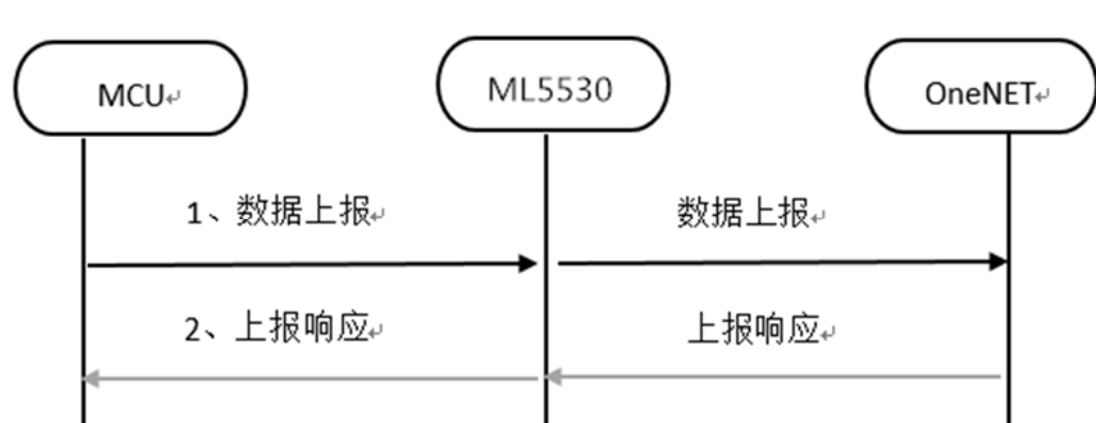 MCU↵
ML5530
OneNET↵
1、数据上报↵
数据上报↵
2、上报响应↵
上报响应↵